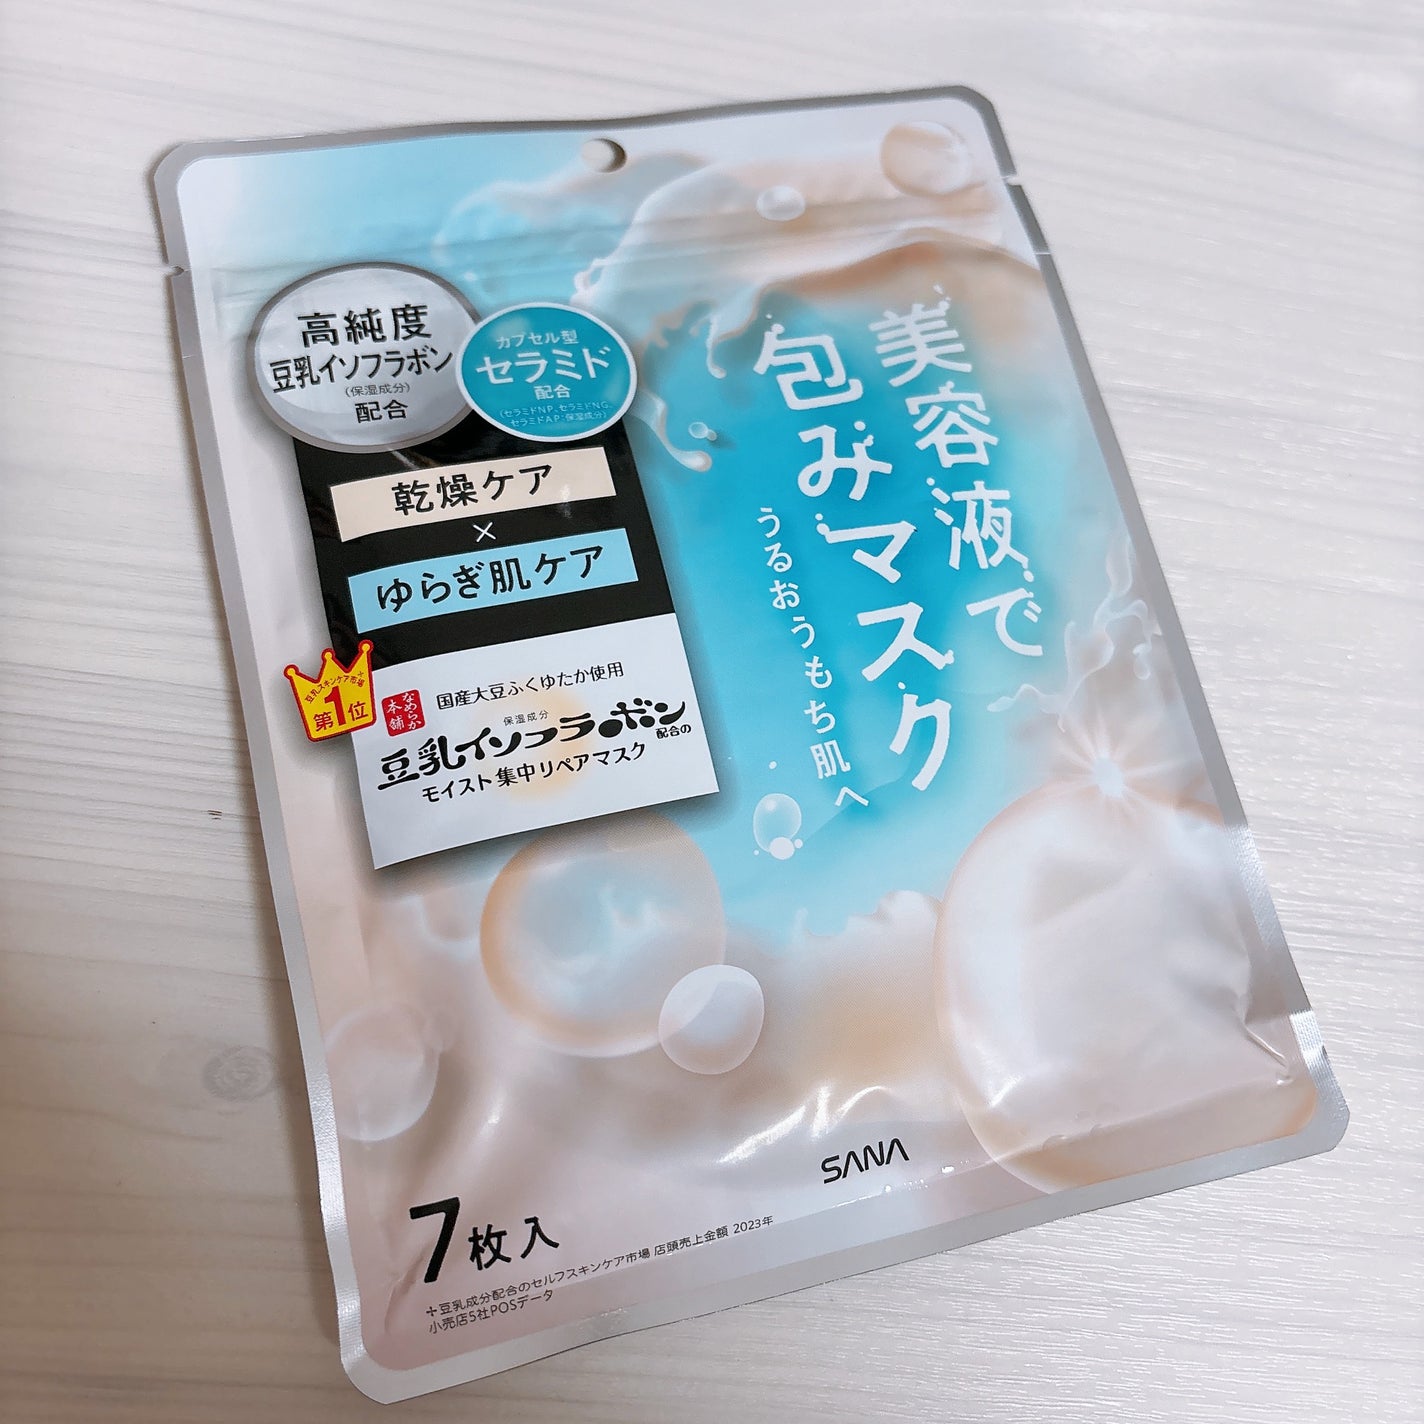 高純度
豆乳イソフラボン
(保湿成分)
配合
カプセル型
セラミド
配合
(セラミドNP、セラミドNG、
セラミドAP:保湿成分)
乾燥ケア
×
ゆらぎ肌ケア
豆乳スキンケア市場
第1位
なめらか
本舗
国産大豆ふくゆたか使用
保湿成分
豆乳イソフラボン
配合の
モイスト集中リペアマスク
美容液で
包みマスク
うるおうもち肌へ
SANA
7枚入
＋豆乳成分配合のセルフスキンケア市場 店頭売上金額 2023年
小売店5社POSデータ